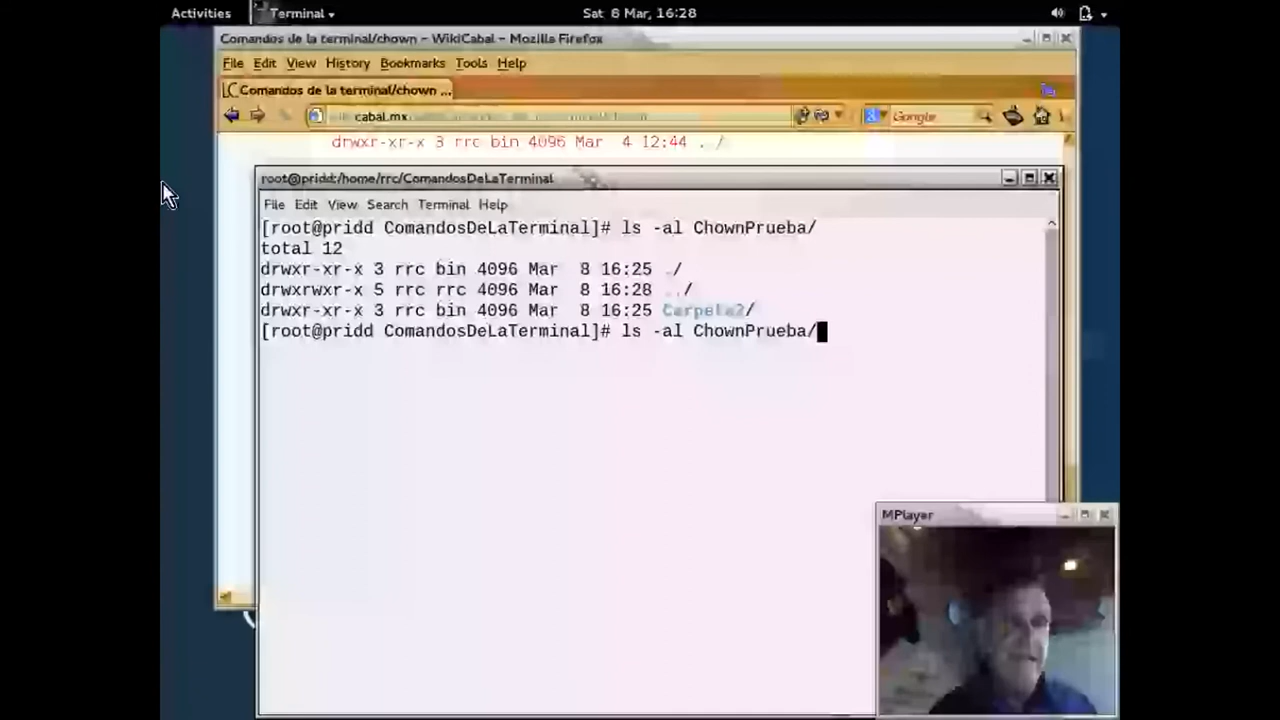 Activities Terminal Sat 8 Mar, 16:28
Comandos de la terminal/chown - WikiCabal - Mozilla Firefox
File Edit View History Bookmarks Tools Help
Comandos de la terminal/chown ...
cabal.mx
Google
drwxr-xr-x 3 rrc bin 4096 Mar 4 12:44 . /
root@pridd:/home/rrc/ComandosDeLaTerminal
File Edit View Search Terminal Help
[root@pridd ComandosDeLaTerminal]# ls -al ChownPrueba/
total 12
drwxr-xr-x 3 rrc bin 4096 Mar 8 16:25 ./
drwxrwxr-x 5 rrc rrc 4096 Mar 8 16:28 ../
drwxr-xr-x 3 rrc bin 4096 Mar 8 16:25 Carpeta2/
[root@pridd ComandosDeLaTerminal]# ls -al ChownPrueba/
MPlayer